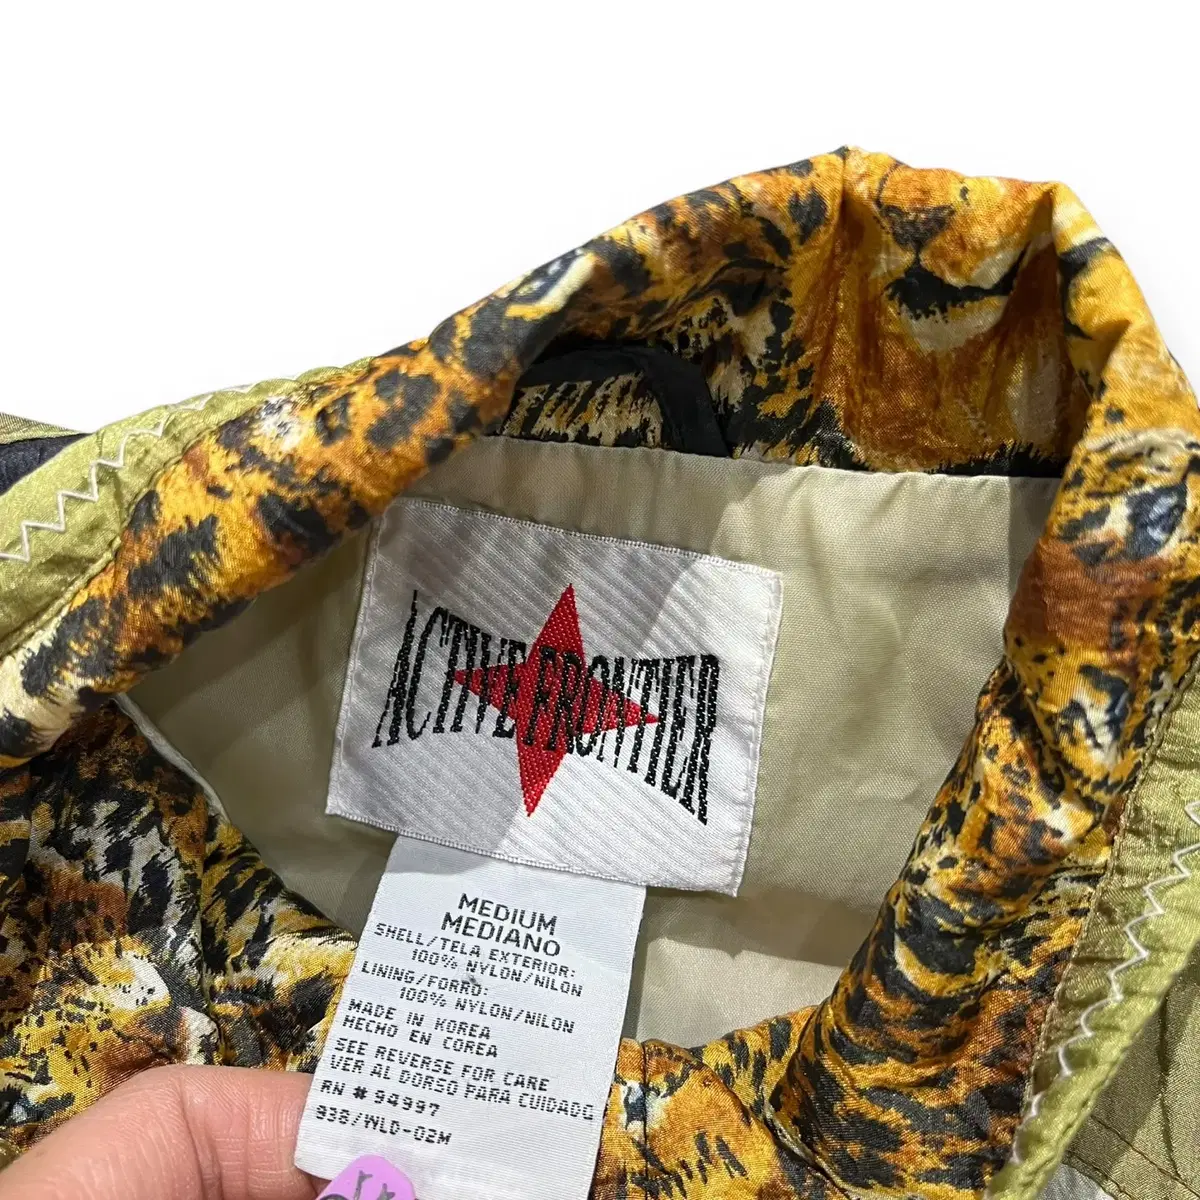 ACTIVE FRONTIER
MEDIUM
MEDIANO
SHELL/TELA EXTERIOR:
100% NYLON/NILON
LINING/FORRO:
100% NYLON/NILON
MADE IN KOREA
HECHO EN COREA
SEE REVERSE FOR CARE
VER AL DORSO PARA CUIDADO
RN # 94997
938/WLD-02M